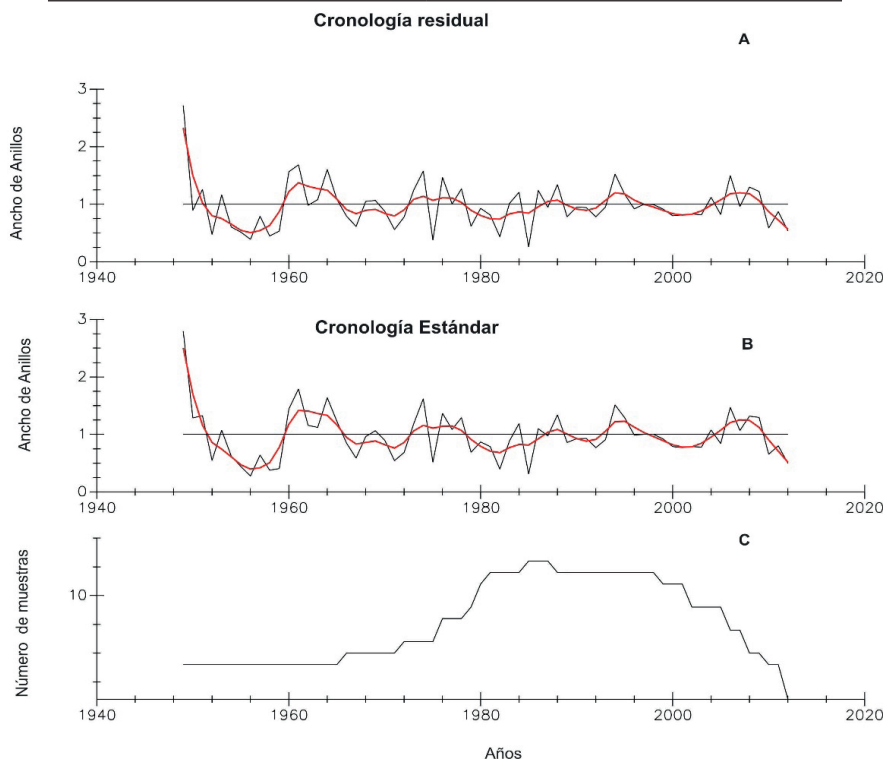 Cronología residual
A
Ancho de Anillos
3
2
1
0
1940
1960
1980
2000
2020
Cronología Estándar
B
Ancho de Anillos
3
2
1
0
1940
1960
1980
2000
2020
C
Número de muestras
10
1940
1960
1980
2000
2020
Años